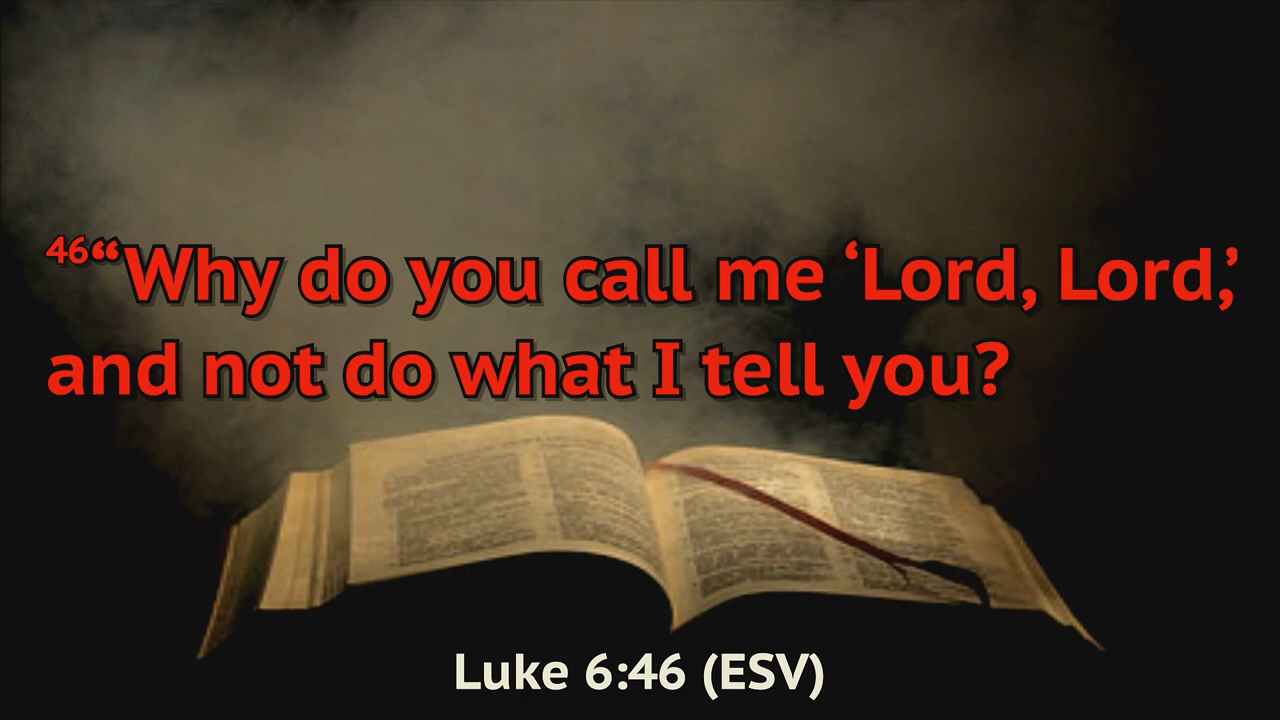 46“Why do you call me ‘Lord, Lord,’
and not do what I tell you?
Luke 6:46 (ESV)